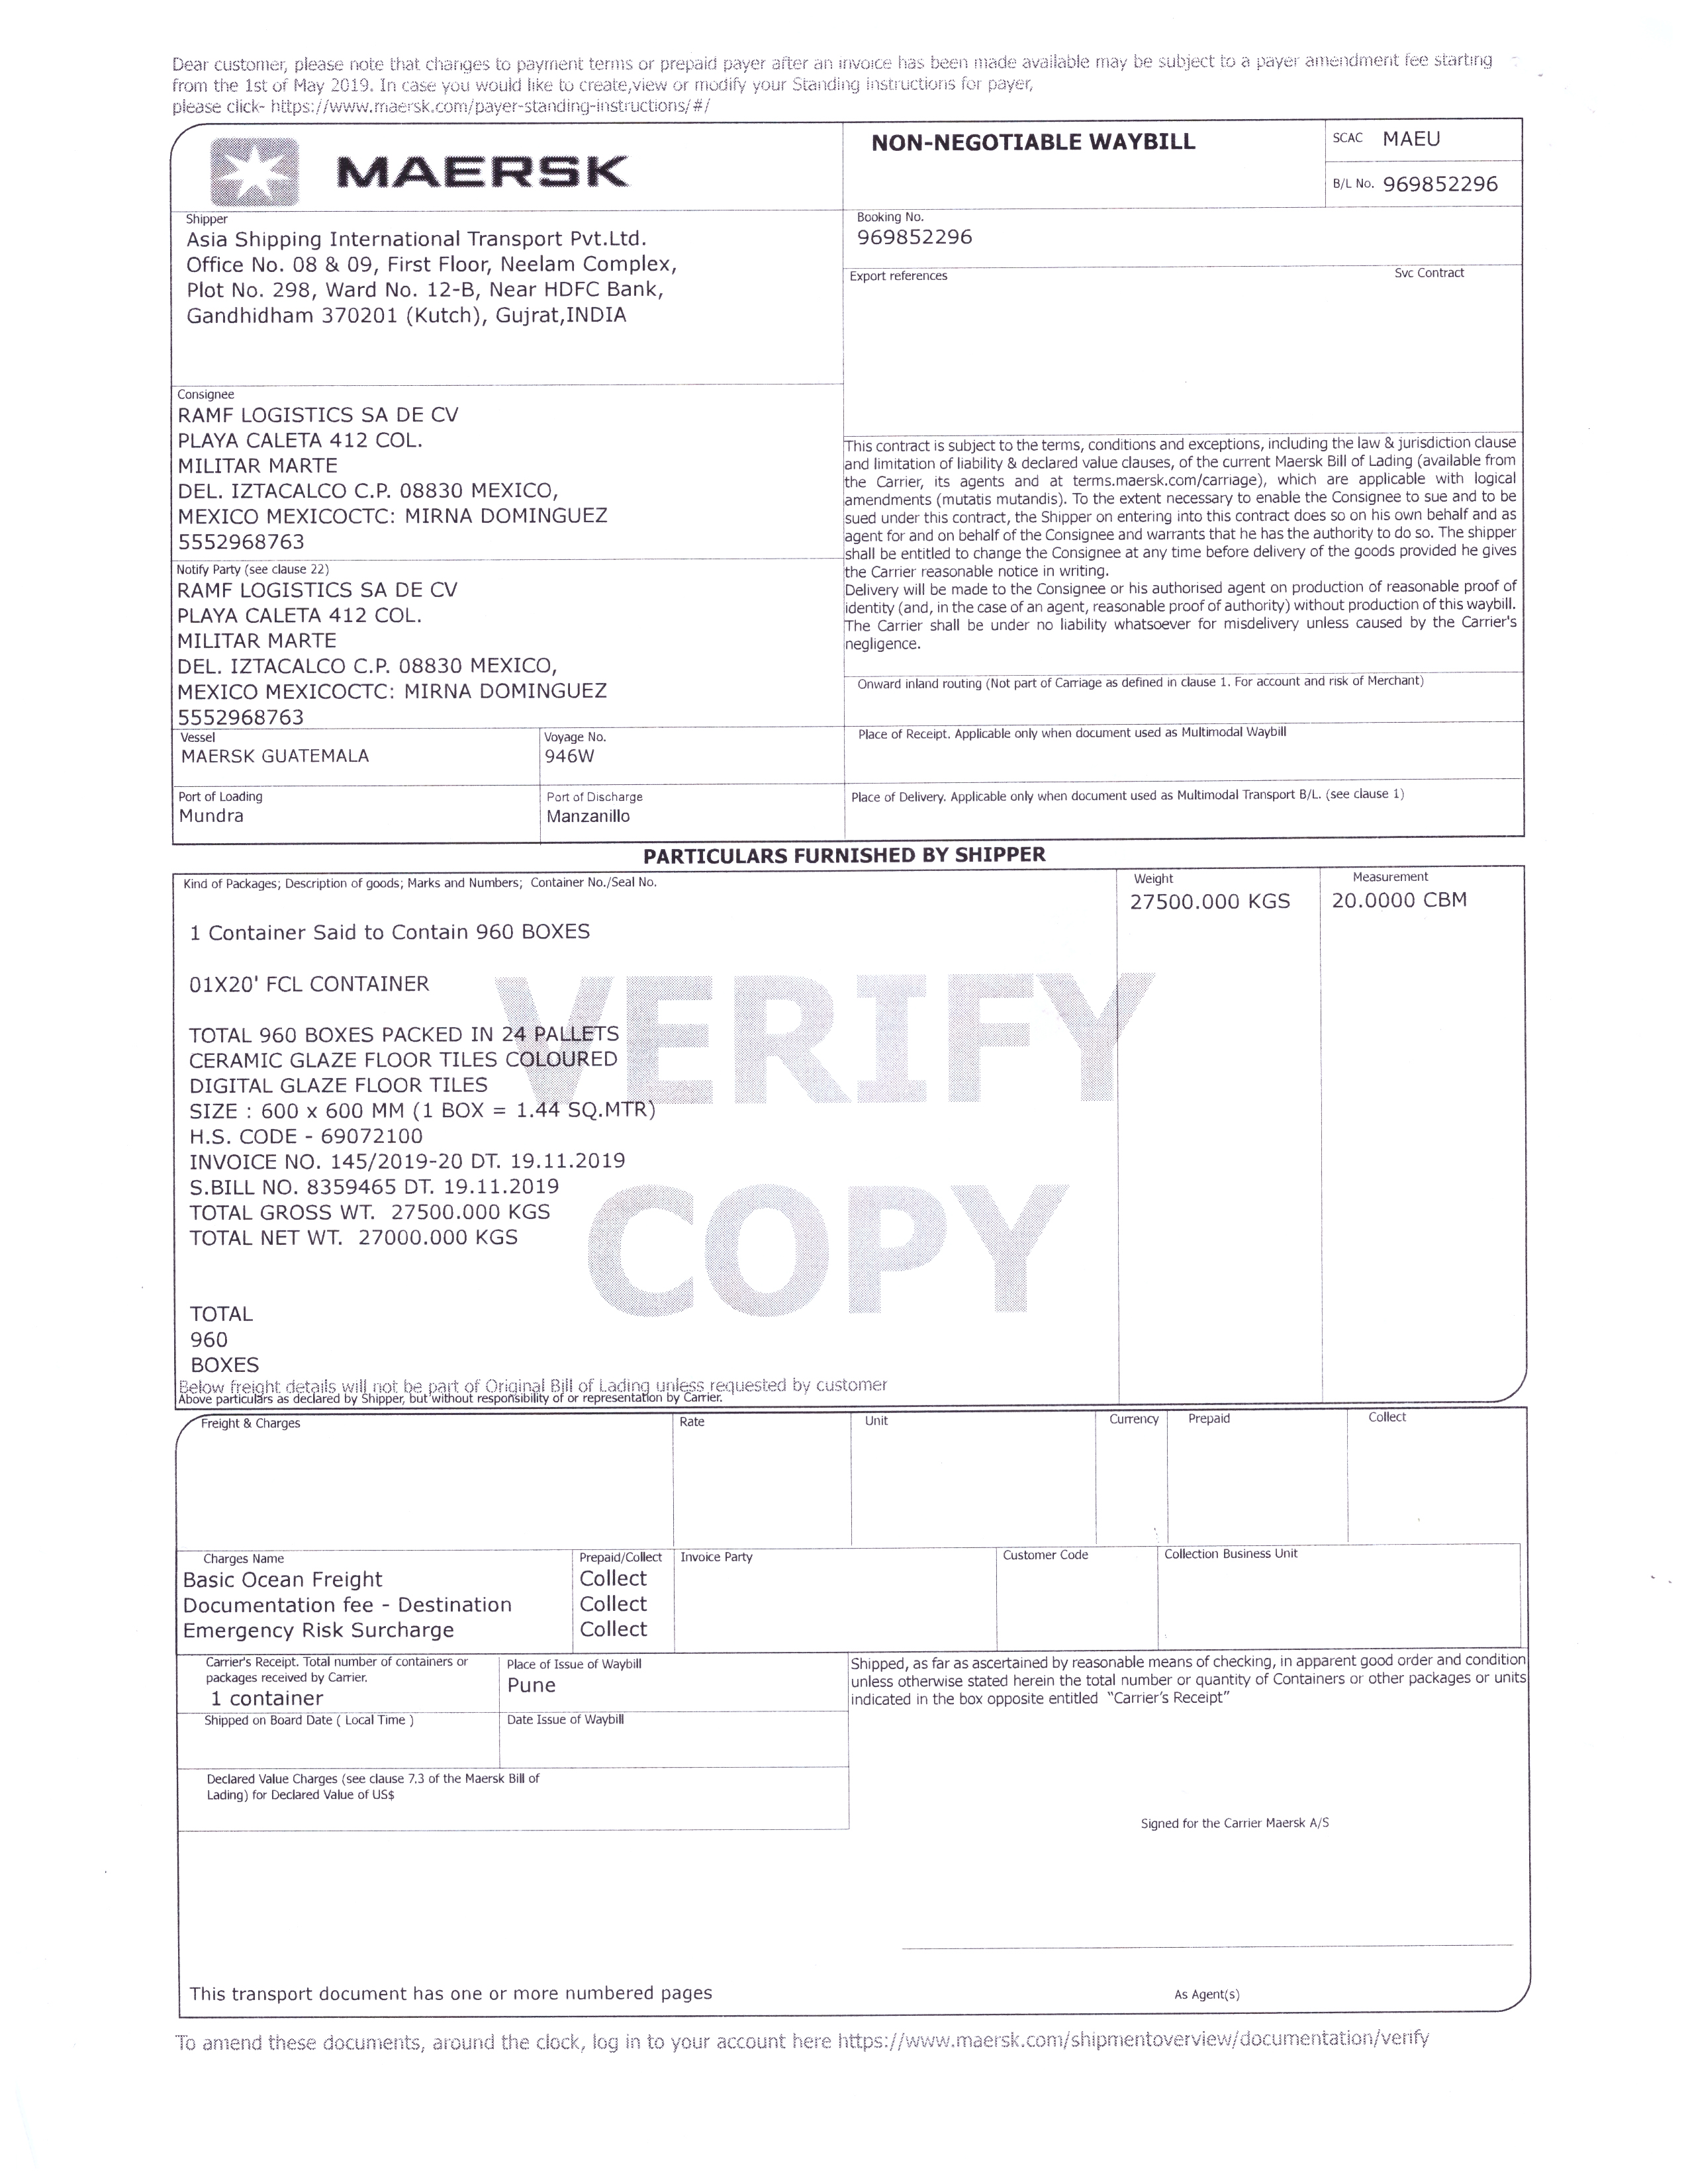 Dear customer, please note that changes to payment terms or prepaid payer after an invoice has been made available may be subject to a payer amendment fee starting
from the 1st of May 2019. In case you would like to create,view or modify your Standing instructions for payer,
please click- https://www.maersk.com/payer-standing-instructions/#/
MAERSK
NON-NEGOTIABLE WAYBILL
SCAC MAEU
B/L No. 969852296
Shipper
Asia Shipping International Transport Pvt.Ltd.
Office No. 08 & 09, First Floor, Neelam Complex,
Plot No. 298, Ward No. 12-B, Near HDFC Bank,
Gandhidham 370201 (Kutch), Gujrat,INDIA
Booking No.
969852296
Export references
Svc Contract
Consignee
RAMF LOGISTICS SA DE CV
PLAYA CALETA 412 COL.
MILITAR MARTE
DEL. IZTACALCO C.P. 08830 MEXICO,
MEXICO MEXICOCTC: MIRNA DOMINGUEZ
5552968763
This contract is subject to the terms, conditions and exceptions, including the law & jurisdiction clause
and limitation of liability & declared value clauses, of the current Maersk Bill of Lading (available from
the Carrier, its agents and at terms.maersk.com/carriage), which are applicable with logical
amendments (mutatis mutandis). To the extent necessary to enable the Consignee to sue and to be
sued under this contract, the Shipper on entering into this contract does so on his own behalf and as
agent for and on behalf of the Consignee and warrants that he has the authority to do so. The shipper
shall be entitled to change the Consignee at any time before delivery of the goods provided he gives
the Carrier reasonable notice in writing.
Delivery will be made to the Consignee or his authorised agent on production of reasonable proof of
identity (and, in the case of an agent, reasonable proof of authority) without production of this waybill.
The Carrier shall be under no liability whatsoever for misdelivery unless caused by the Carrier's
negligence.
Notify Party (see clause 22)
RAMF LOGISTICS SA DE CV
PLAYA CALETA 412 COL.
MILITAR MARTE
DEL. IZTACALCO C.P. 08830 MEXICO,
MEXICO MEXICOCTC: MIRNA DOMINGUEZ
5552968763
Onward inland routing (Not part of Carriage as defined in clause 1. For account and risk of Merchant)
Vessel
MAERSK GUATEMALA
Voyage No.
946W
Place of Receipt. Applicable only when document used as Multimodal Waybill
Port of Loading
Mundra
Port of Discharge
Manzanillo
Place of Delivery. Applicable only when document used as Multimodal Transport B/L. (see clause 1)
PARTICULARS FURNISHED BY SHIPPER
Kind of Packages; Description of goods; Marks and Numbers; Container No./Seal No.
Weight
27500.000 KGS
Measurement
20.0000 CBM
1 Container Said to Contain 960 BOXES
01X20' FCL CONTAINER
TOTAL 960 BOXES PACKED IN 24 PALLETS
CERAMIC GLAZE FLOOR TILES COLOURED
DIGITAL GLAZE FLOOR TILES
SIZE : 600 x 600 MM (1 BOX = 1.44 SQ.MTR)
H.S. CODE - 69072100
INVOICE NO. 145/2019-20 DT. 19.11.2019
S.BILL NO. 8359465 DT. 19.11.2019
TOTAL GROSS WT. 27500.000 KGS
TOTAL NET WT. 27000.000 KGS
VERIFY
COPY
TOTAL
960
BOXES
Below freight details will not be part of Original Bill of Lading unless requested by customer
Above particulars as declared by Shipper, but without responsibility of or representation by Carrier.
Freight & Charges
Rate
Unit
Currency
Prepaid
Collect
Charges Name
Prepaid/Collect
Invoice Party
Customer Code
Collection Business Unit
Basic Ocean Freight Collect
Documentation fee - Destination Collect
Emergency Risk Surcharge Collect
Carrier's Receipt. Total number of containers or
packages received by Carrier.
1 container
Place of Issue of Waybill
Pune
Shipped, as far as ascertained by reasonable means of checking, in apparent good order and condition
unless otherwise stated herein the total number or quantity of Containers or other packages or units
indicated in the box opposite entitled "Carrier's Receipt"
Shipped on Board Date ( Local Time )
Date Issue of Waybill
Declared Value Charges (see clause 7.3 of the Maersk Bill of
Lading) for Declared Value of US$
Signed for the Carrier Maersk A/S
This transport document has one or more numbered pages
As Agent(s)
To amend these documents, around the clock, log in to your account here https://www.maersk.com/shipmentoverview/documentation/verify